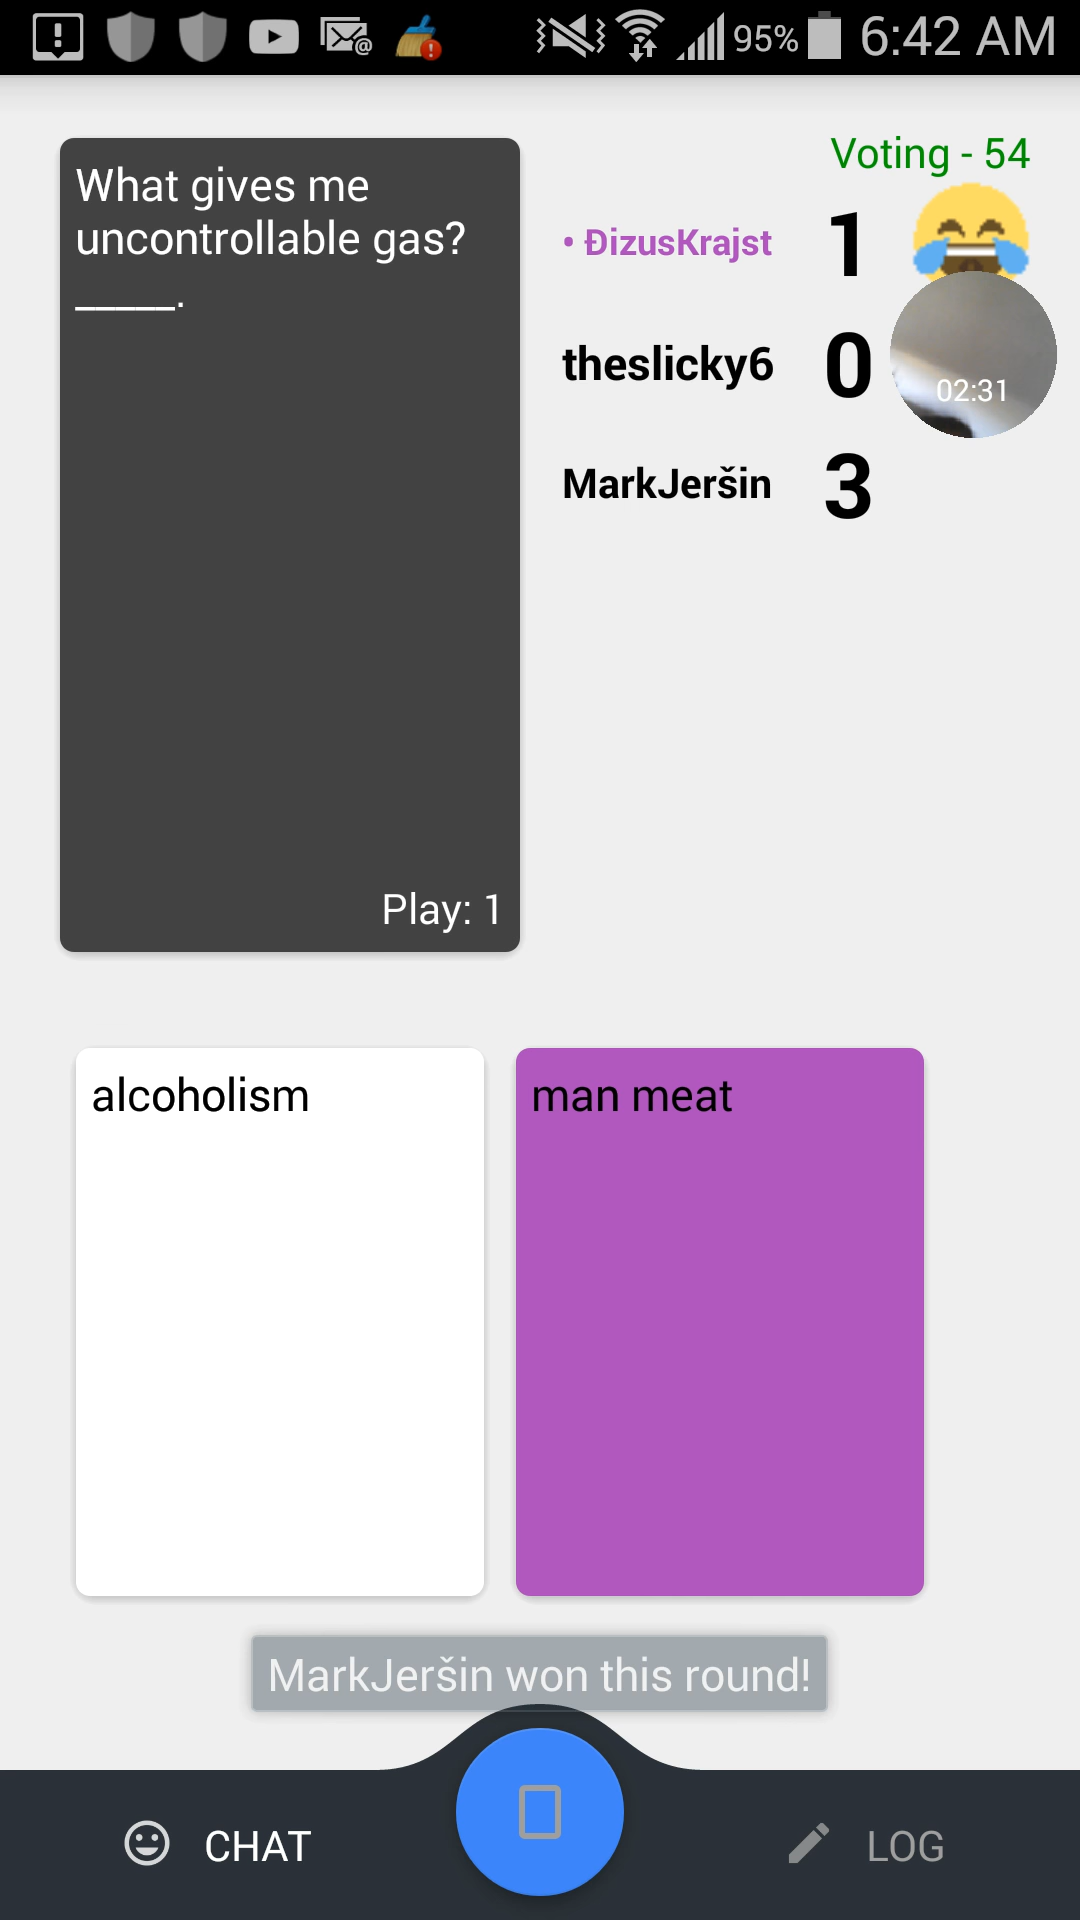 95% 6:42 AM
What gives me
uncontrollable gas?
_____.
Play: 1
Voting - 54
• ĐizusKrajst 1
theslicky6 0
02:31
MarkJeršin 3
alcoholism
man meat
MarkJeršin won this round!
CHAT
LOG